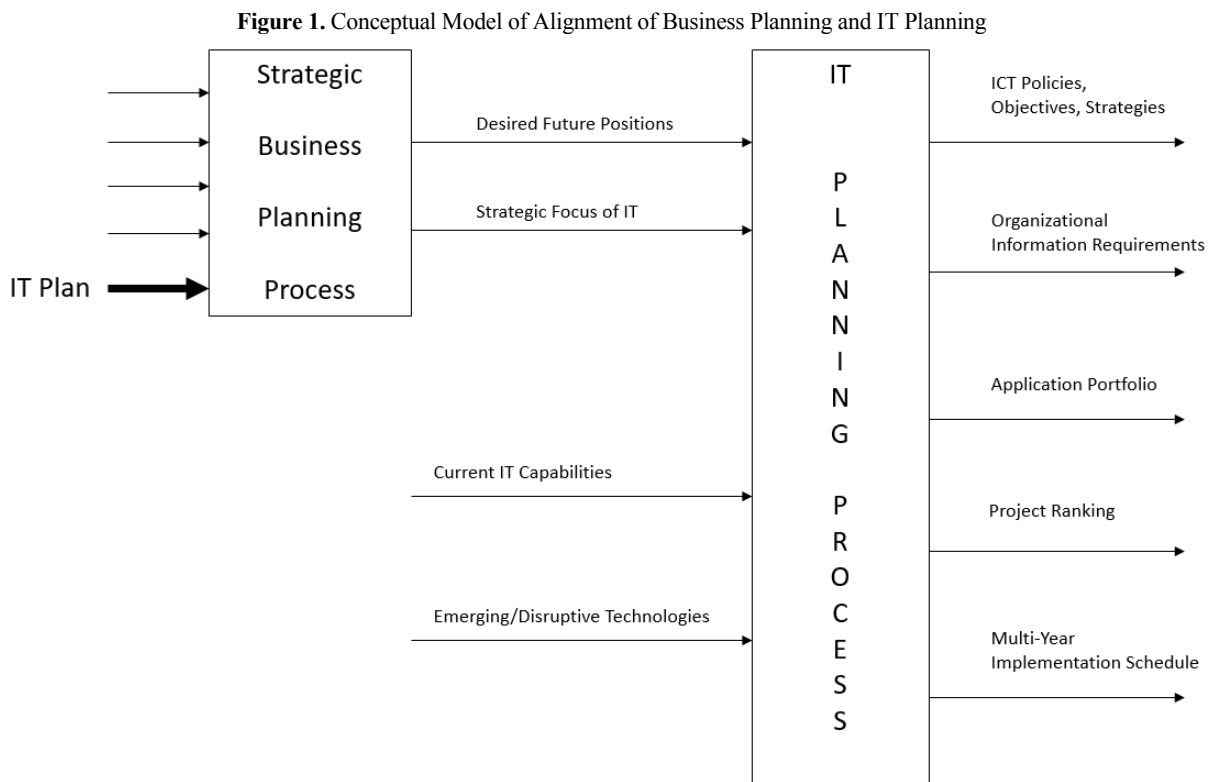 Figure 1. Conceptual Model of Alignment of Business Planning and IT Planning
Strategic
Business
Planning
Process
IT Plan
Desired Future Positions
Strategic Focus of IT
Current IT Capabilities
Emerging/Disruptive Technologies
IT
P
L
A
N
N
I
N
G
P
R
O
C
E
S
S
ICT Policies,
Objectives, Strategies
Organizational
Information Requirements
Application Portfolio
Project Ranking
Multi-Year
Implementation Schedule